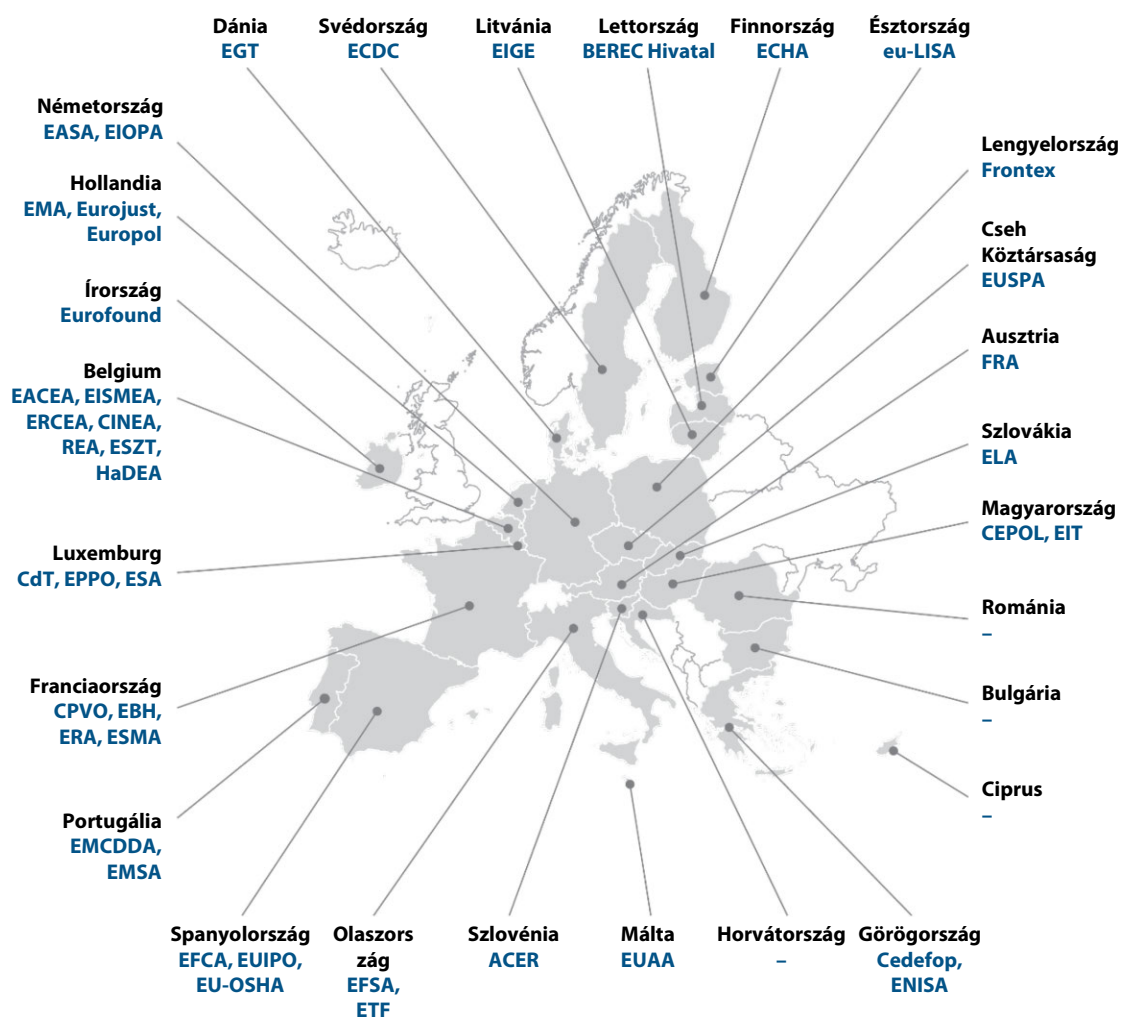 Dánia
EGT
Svédország
ECDC
Litvánia
EIGE
Lettország
BEREC Hivatal
Finnország
ECHA
Észtország
eu-LISA
Németország
EASA, EIOPA
Hollandia
EMA, Eurojust,
Europol
Írország
Eurofound
Belgium
EACEA, EISMEA,
ERCEA, CINEA,
REA, ESZT,
HaDEA
Luxemburg
CdT, EPPO, ESA
Franciaország
CPVO, EBH,
ERA, ESMA
Portugália
EMCDDA,
EMSA
Lengyelország
Frontex
Cseh
Köztársaság
EUSPA
Ausztria
FRA
Szlovákia
ELA
Magyarország
CEPOL, EIT
Románia
–
Bulgária
–
Ciprus
–
Spanyolország
EFCA, EUIPO,
EU-OSHA
Olaszors
zág
EFSA,
ETF
Szlovénia
ACER
Málta
EUAA
Horvátország
–
Görögország
Cedefop,
ENISA